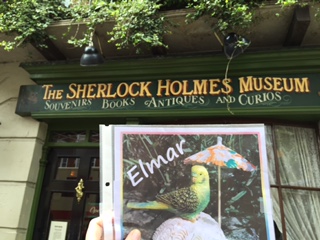 THE SHERLOCK HOLMES MUSEUM
SOUVENIRS BOOKS ANTIQUES AND CURIOS
Elmar